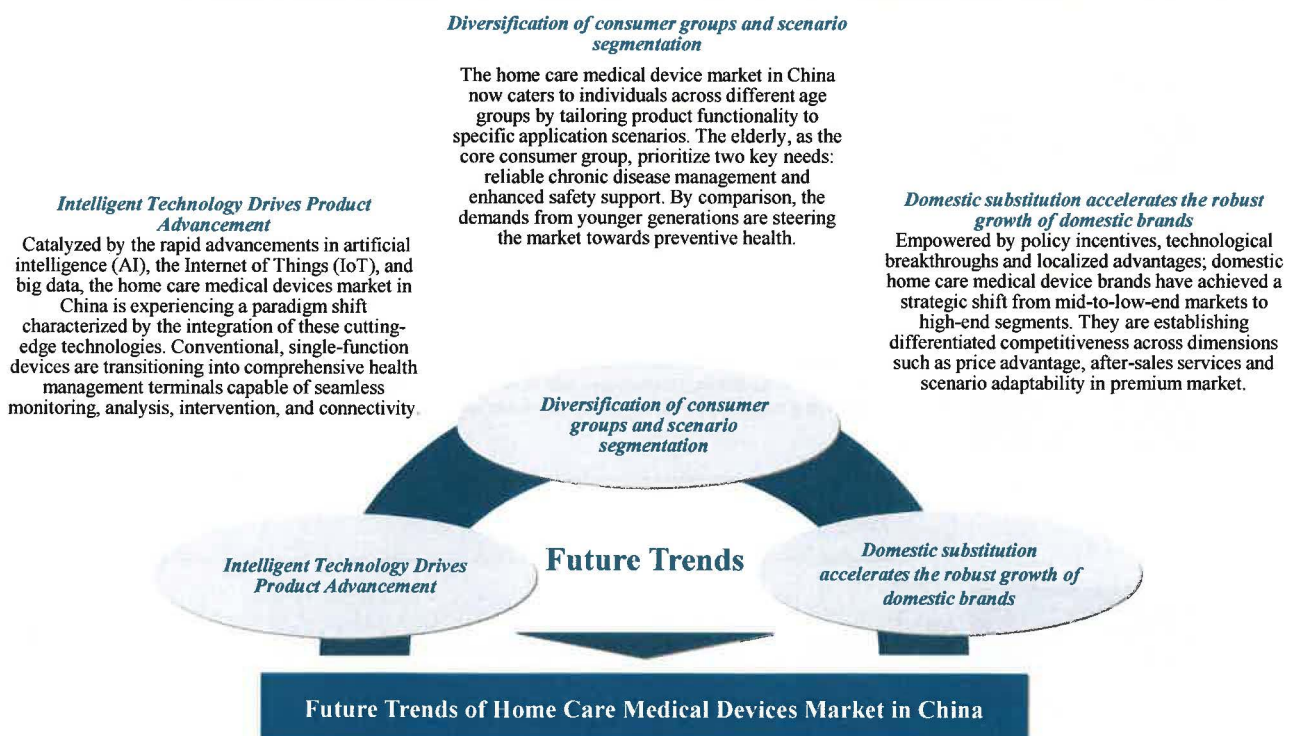 Diversification of consumer groups and scenario
segmentation
The home care medical device market in China
now caters to individuals across different age
groups by tailoring product functionality to
specific application scenarios. The elderly, as the
core consumer group, prioritize two key needs:
reliable chronic disease management and
enhanced safety support. By comparison, the
demands from younger generations are steering
the market towards preventive health.
Intelligent Technology Drives Product
Advancement
Catalyzed by the rapid advancements in artificial
intelligence (AI), the Internet of Things (IoT), and
big data, the home care medical devices market in
China is experiencing a paradigm shift
characterized by the integration of these cutting-
edge technologies. Conventional, single-function
devices are transitioning into comprehensive health
management terminals capable of seamless
monitoring, analysis, intervention, and connectivity.
Domestic substitution accelerates the robust
growth of domestic brands
Empowered by policy incentives, technological
breakthroughs and localized advantages; domestic
home care medical device brands have achieved a
strategic shift from mid-to-low-end markets to
high-end segments. They are establishing
differentiated competitiveness across dimensions
such as price advantage, after-sales services and
scenario adaptability in premium market.
Diversification of consumer
groups and scenario
segmentation
Intelligent Technology Drives
Product Advancement
Future Trends
Domestic substitution
accelerates the robust growth of
domestic brands
Future Trends of Home Care Medical Devices Market in China